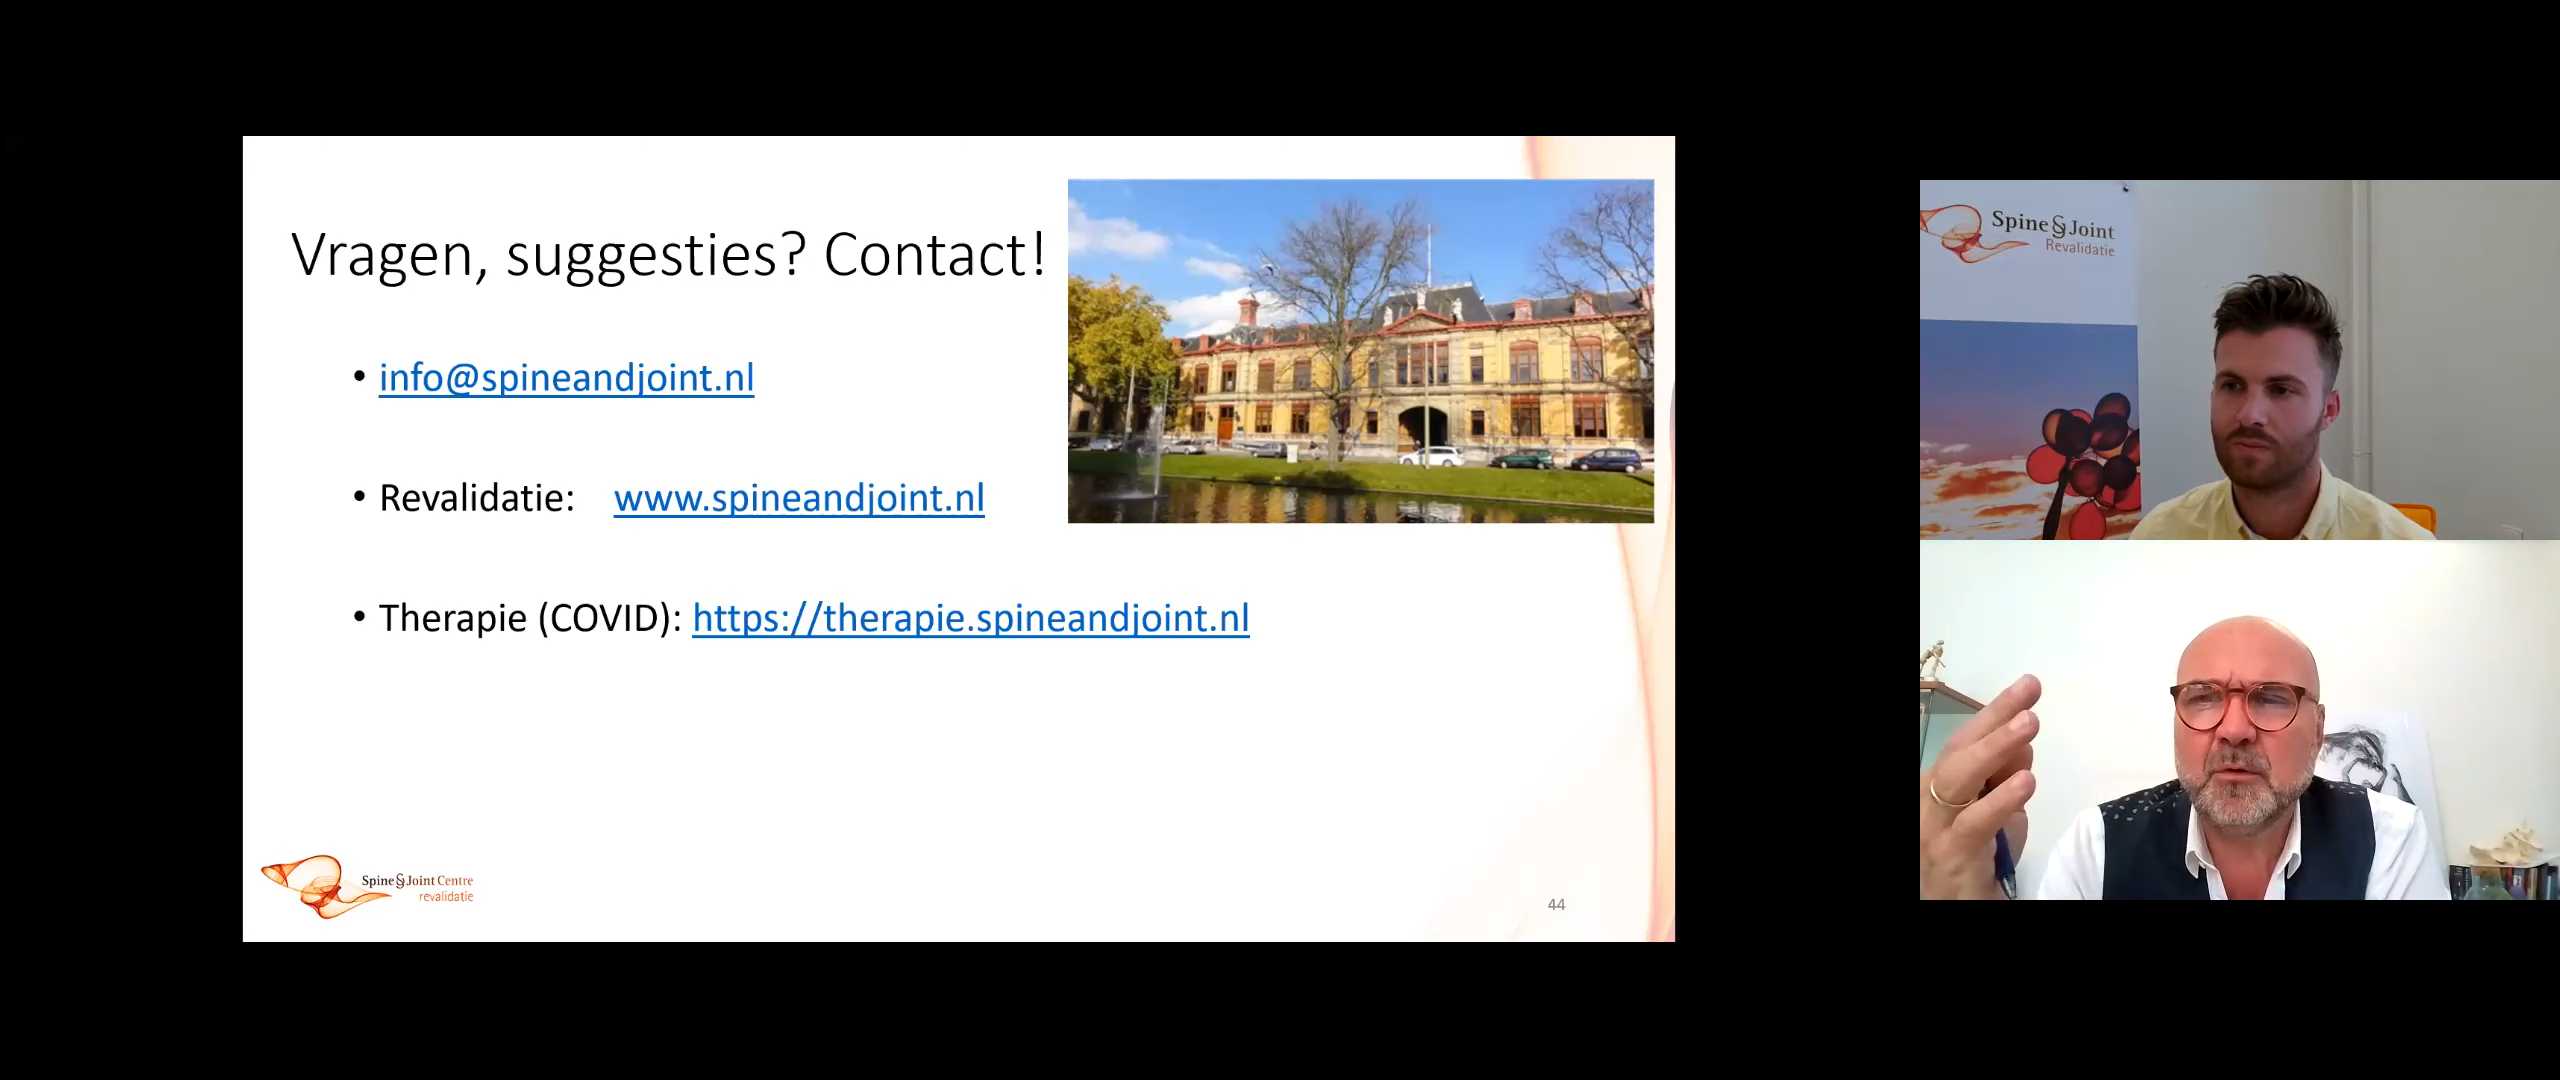 Vragen, suggesties? Contact!
• info@spineandjoint.nl
• Revalidatie: www.spineandjoint.nl
• Therapie (COVID): https://therapie.spineandjoint.nl
Spine&Joint Centre
revalidatie
44
Spine&Joint
Revalidatie